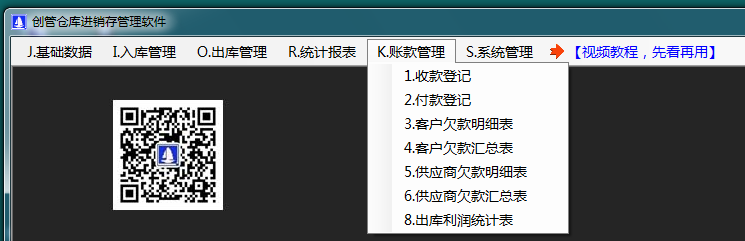 创管仓库进销存管理软件
J.基础数据 I.入库管理 O.出库管理 R.统计报表 K.账款管理 S.系统管理 【视频教程，先看再用】
1.收款登记
2.付款登记
3.客户欠款明细表
4.客户欠款汇总表
5.供应商欠款明细表
6.供应商欠款汇总表
8.出库利润统计表